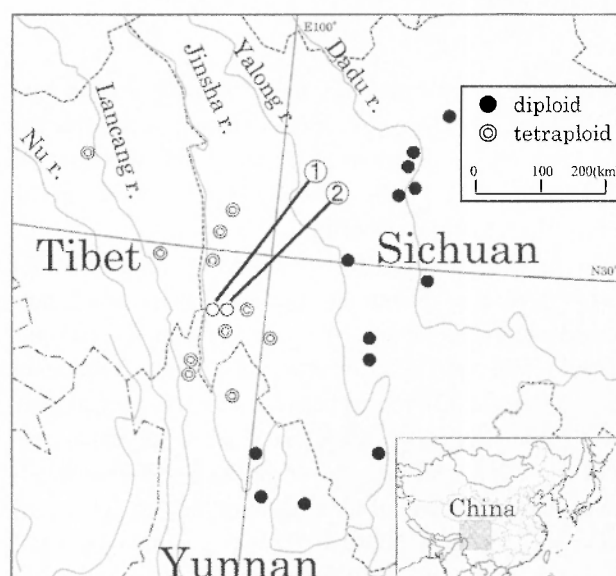 E100°
Dadu r.
Yalong r.
Jinsha r.
Lancang r.
Nu r.
● diploid
◎ tetraploid
0 100 200(km
①
②
Tibet
Sichuan
N30°
China
Yunnan